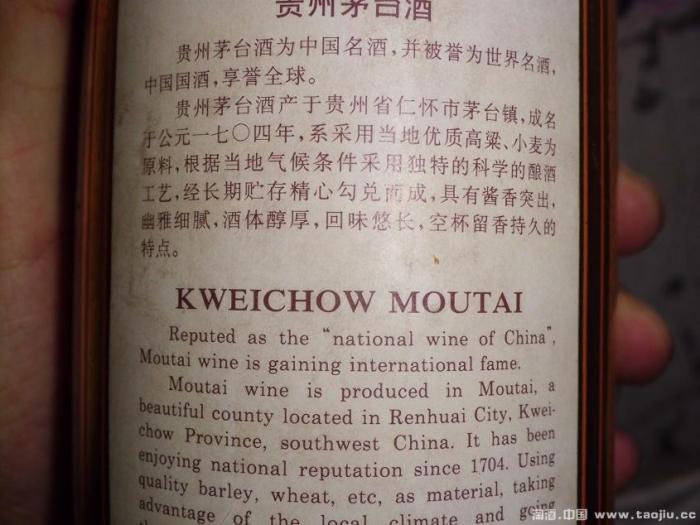 贵州茅台酒
贵州茅台酒为中国名酒,并被誉为世界名酒,
中国国酒,享誉全球。
贵州茅台酒产于贵州省仁怀市茅台镇,成名
于公元一七〇四年,系采用当地优质高粱、小麦为
原料,根据当地气候条件采用独特的科学的酿酒
工艺,经长期贮存精心勾兑而成,具有酱香突出,
幽雅细腻,酒体醇厚,回味悠长,空杯留香持久的
特点。
KWEICHOW MOUTAI
Reputed as the "national wine of China",
Moutai wine is gaining international fame.
Moutai wine is produced in Moutai, a
beautiful county located in Renhuai City, Kwei-
chow Province, southwest China. It has been
enjoying national reputation since 1704. Using
quality barley, wheat, etc, as material, taking
advantage of the local climate and going
淘酒.中国 www.taojiu.cc